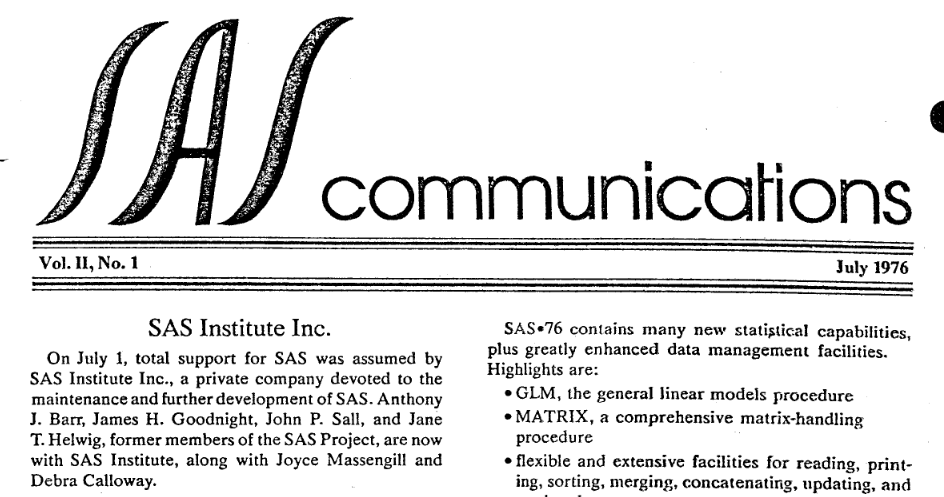 SAS communications
Vol. II, No. 1
July 1976
SAS Institute Inc.
On July 1, total support for SAS was assumed by
SAS Institute Inc., a private company devoted to the
maintenance and further development of SAS. Anthony
J. Barr, James H. Goodnight, John P. Sall, and Jane
T. Helwig, former members of the SAS Project, are now
with SAS Institute, along with Joyce Massengill and
Debra Calloway.
SAS•76 contains many new statistical capabilities,
plus greatly enhanced data management facilities.
Highlights are:
• GLM, the general linear models procedure
• MATRIX, a comprehensive matrix-handling
procedure
• flexible and extensive facilities for reading, print-
ing, sorting, merging, concatenating, updating, and